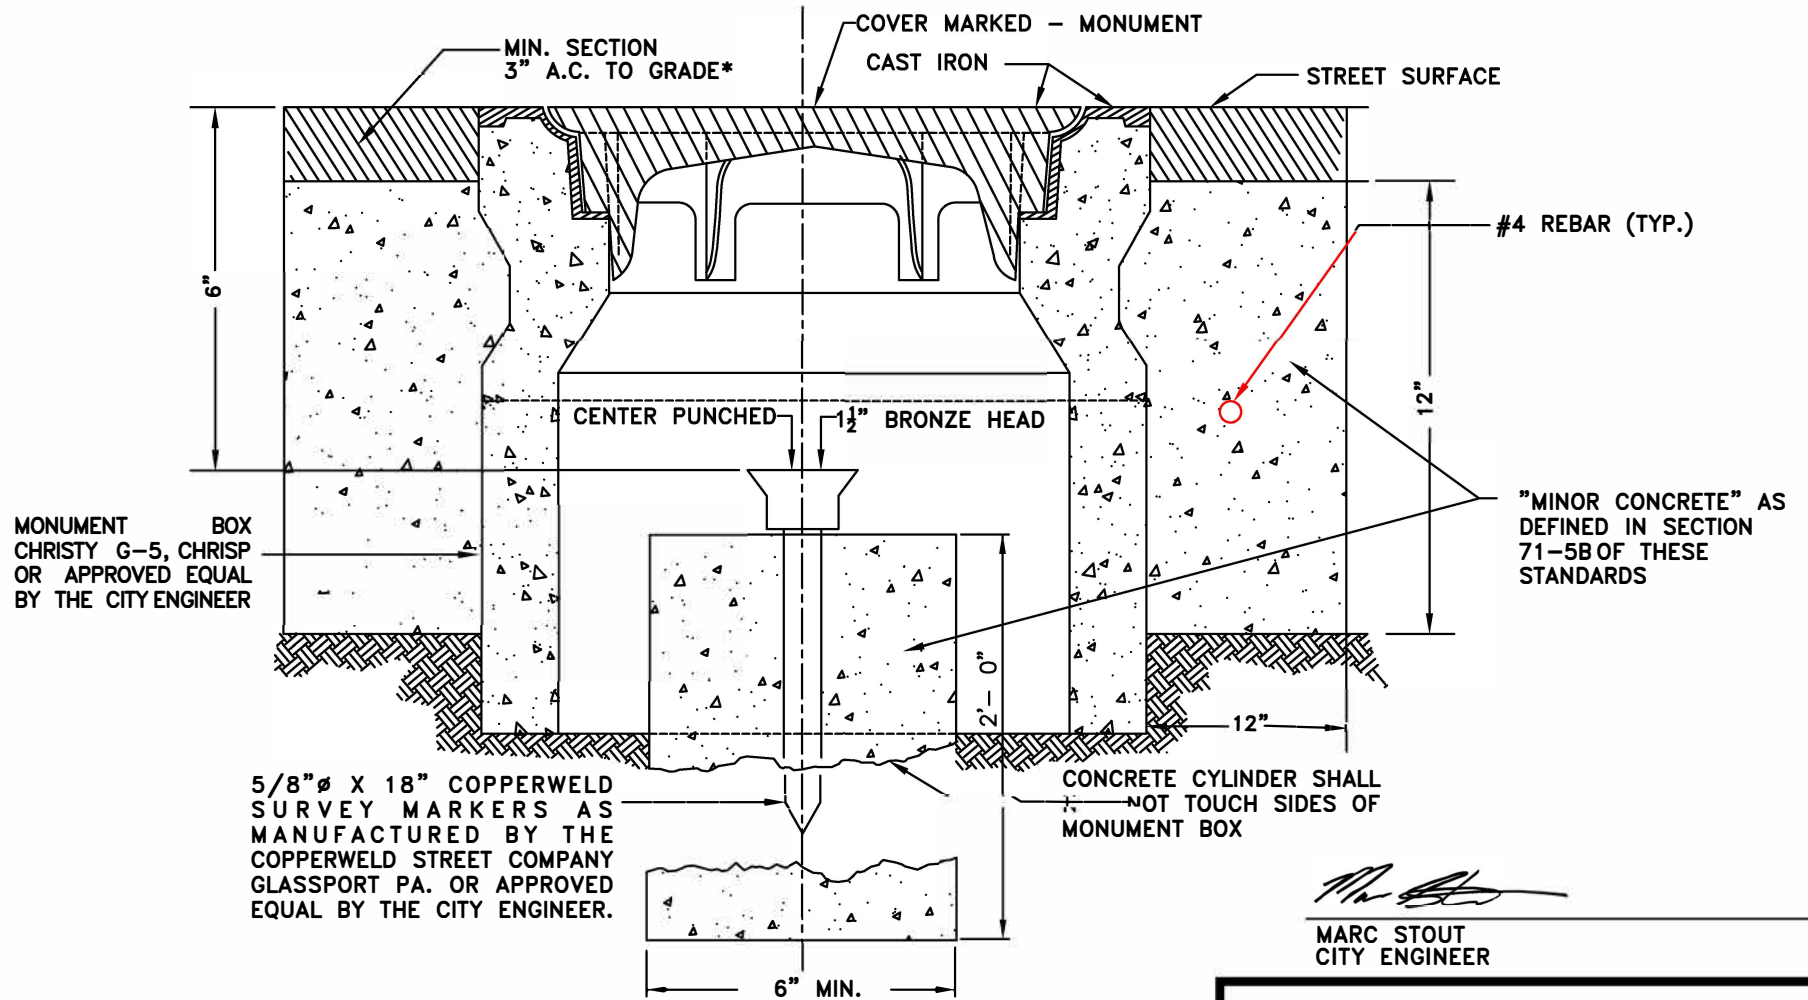 COVER MARKED - MONUMENT
MIN. SECTION
3" A.C. TO GRADE*
CAST IRON
STREET SURFACE
#4 REBAR (TYP.)
6"
12"
CENTER PUNCHED
1½" BRONZE HEAD
MONUMENT BOX
CHRISTY G-5, CHRISP
OR APPROVED EQUAL
BY THE CITY ENGINEER
"MINOR CONCRETE" AS
DEFINED IN SECTION
71-5B OF THESE
STANDARDS
2'- 0"
12"
5/8"ø X 18" COPPERWELD
SURVEY MARKERS AS
MANUFACTURED BY THE
COPPERWELD STREET COMPANY
GLASSPORT PA. OR APPROVED
EQUAL BY THE CITY ENGINEER.
CONCRETE CYLINDER SHALL
NOT TOUCH SIDES OF
MONUMENT BOX
6" MIN.
MARC STOUT
CITY ENGINEER